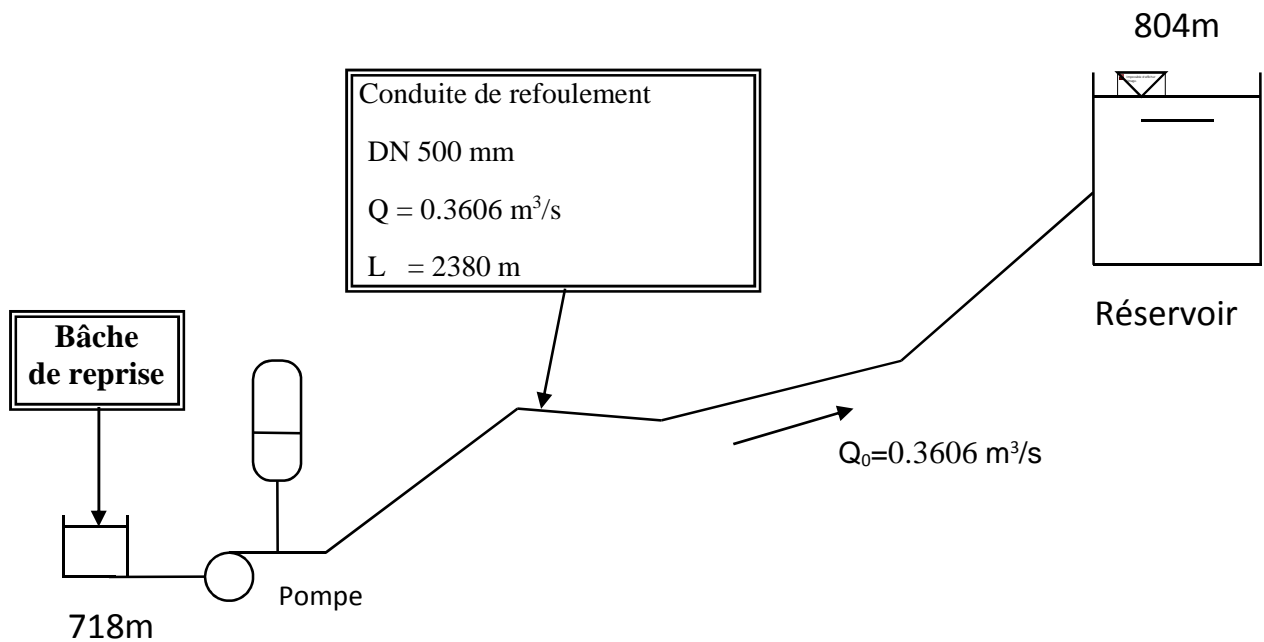 804m
Conduite de refoulement
DN 500 mm
Q = 0.3606 m³/s
L = 2380 m
Réservoir
Bâche
de reprise
Q₀=0.3606 m³/s
Pompe
718m